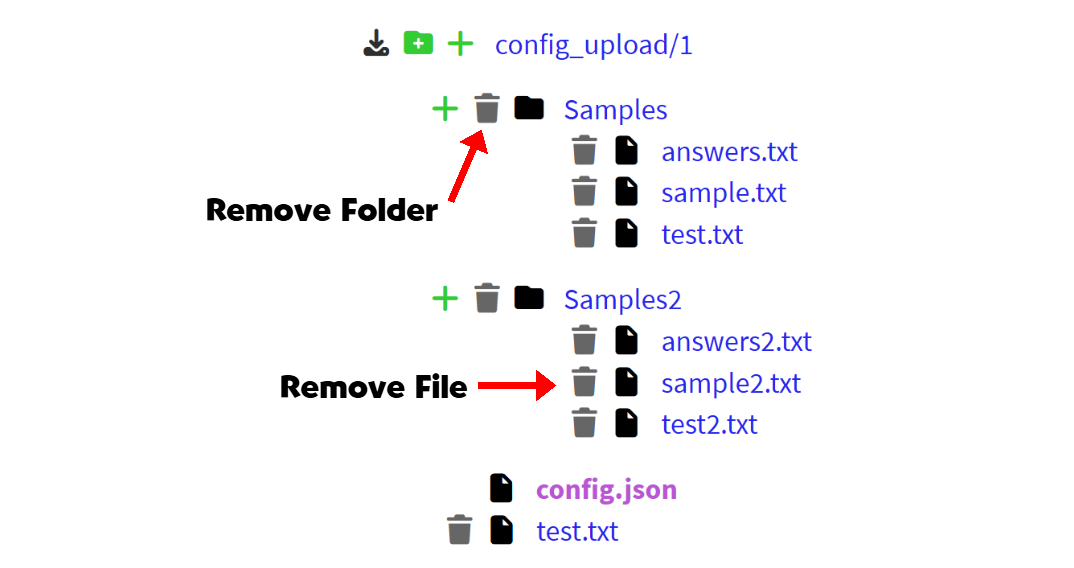 config_upload/1
Samples
answers.txt
sample.txt
Remove Folder
test.txt
Samples2
answers2.txt
Remove File
sample2.txt
test2.txt
config.json
test.txt